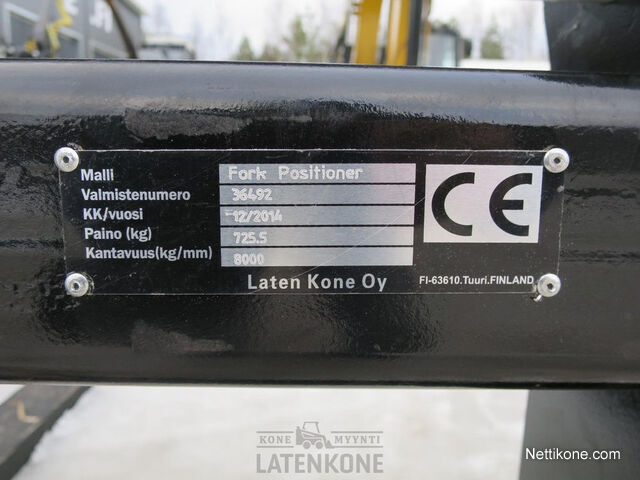 Malli Fork Positioner
Valmistenumero 36492
KK/vuosi 12/2014
Paino (kg) 725.5
Kantavuus(kg/mm) 8000
CE
Laten Kone Oy
FI-63610.Tuuri.FINLAND
KONE MYYNTI
LATENKONE
Nettikone.com